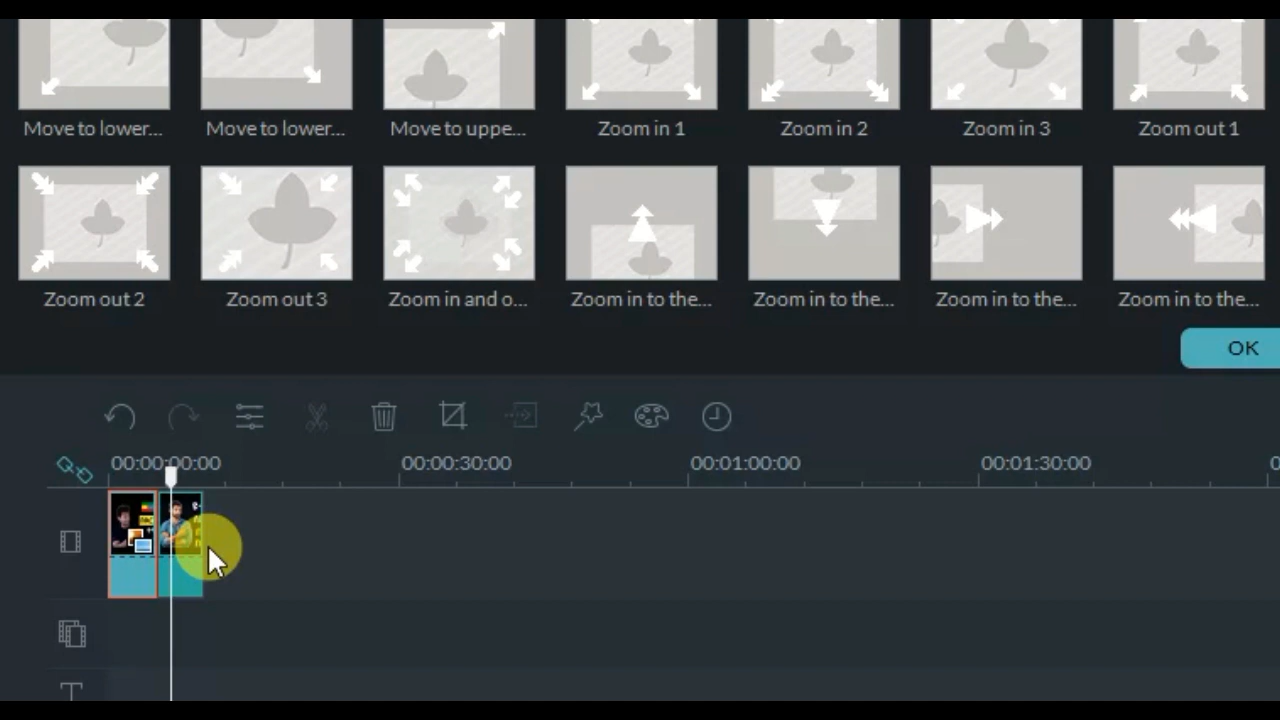 Move to lower... Move to lower... Move to uppe... Zoom in 1 Zoom in 2 Zoom in 3 Zoom out 1
Zoom out 2 Zoom out 3 Zoom in and o... Zoom in to the... Zoom in to the... Zoom in to the... Zoom in to the...
OK
00:00:00:00 00:00:30:00 00:01:00:00 00:01:30:00